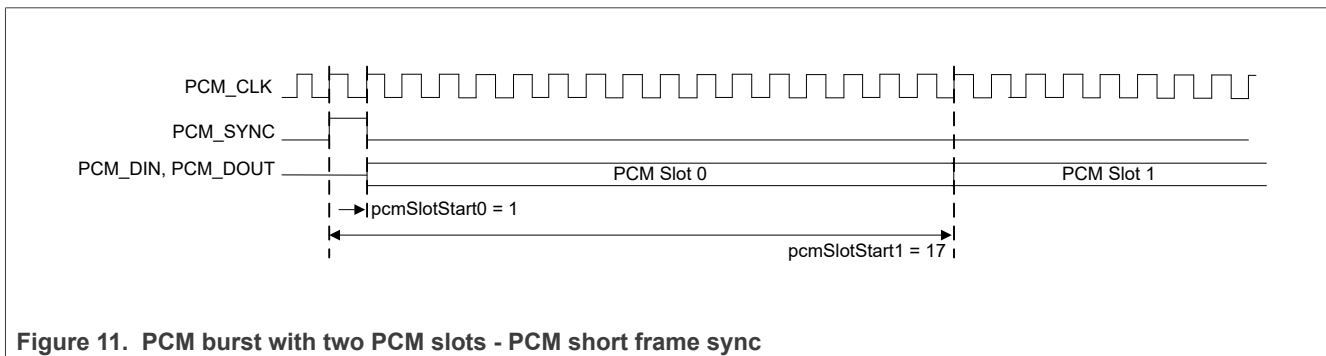 PCM_CLK
PCM_SYNC
PCM_DIN, PCM_DOUT
PCM Slot 0
PCM Slot 1
pcmSlotStart0 = 1
pcmSlotStart1 = 17
Figure 11. PCM burst with two PCM slots - PCM short frame sync